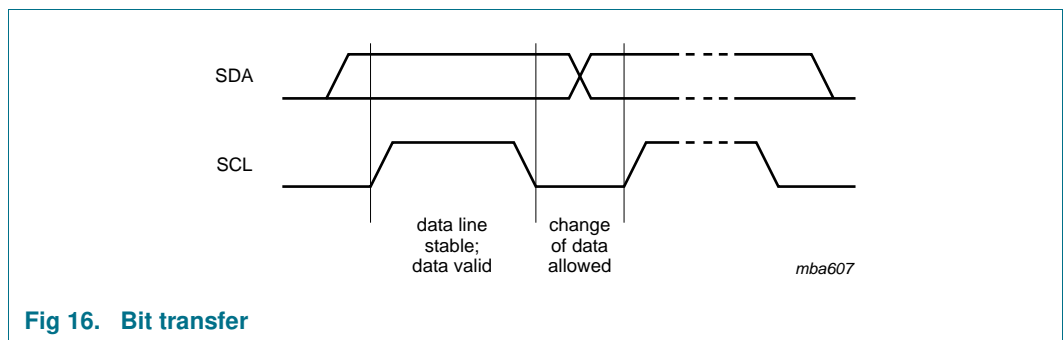 SDA
SCL
data line
stable;
data valid
change
of data
allowed
mba607
Fig 16. Bit transfer